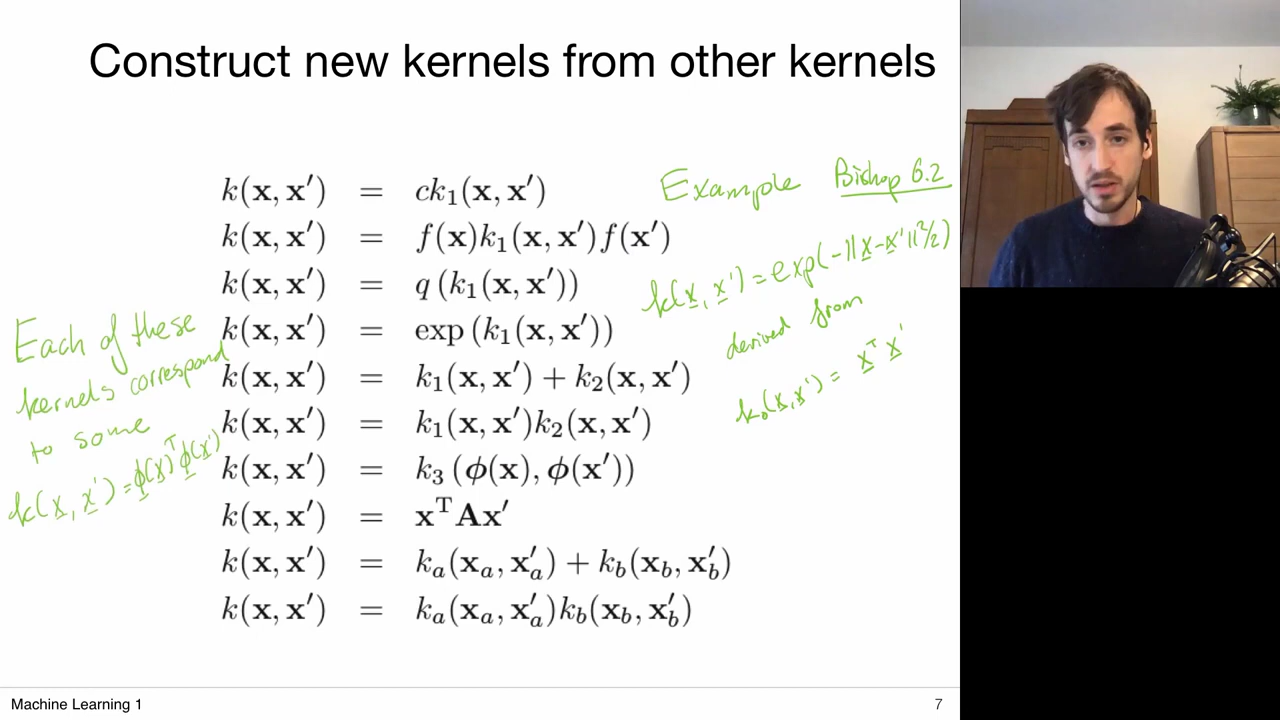 Construct new kernels from other kernels
k(x, x′) = ck₁(x, x′)
k(x, x′) = f(x)k₁(x, x′)f(x′)
k(x, x′) = q (k₁(x, x′))
k(x, x′) = exp (k₁(x, x′))
k(x, x′) = k₁(x, x′) + k₂(x, x′)
k(x, x′) = k₁(x, x′)k₂(x, x′)
k(x, x′) = k₃ (ϕ(x), ϕ(x′))
k(x, x′) = xᵀAx′
k(x, x′) = kₐ(xₐ, x′ₐ) + k_b(x_b, x′_b)
k(x, x′) = kₐ(xₐ, x′ₐ)k_b(x_b, x′_b)
Each of these
kernels correspond
to some
k(x, x′) = ϕ(x)ᵀϕ(x′)
Example Bishop 6.2
k(x, x′) = exp(-||x-x′||²/2)
derived from
k₀(x, x′) = xᵀx′
Machine Learning 1
7